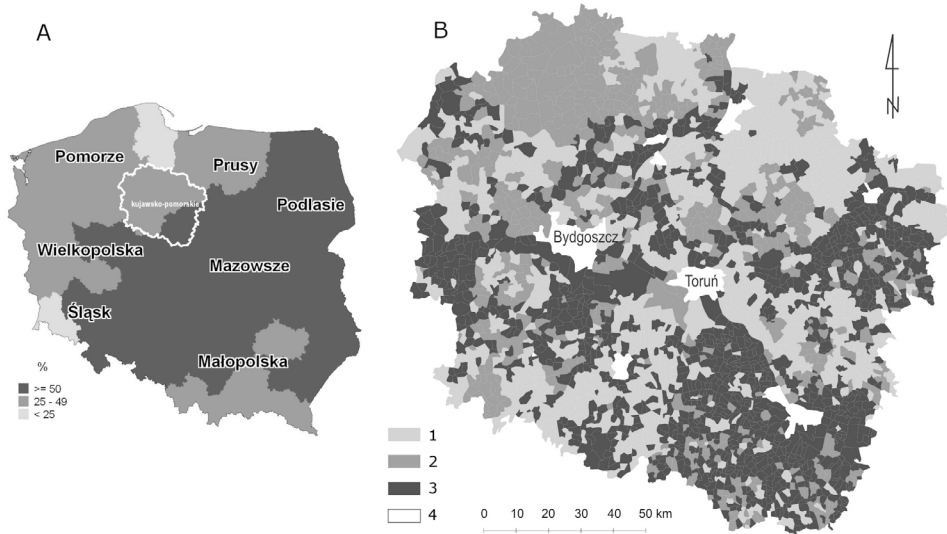 A
Pomorze
Prusy
kujawsko-pomorskie
Podlasie
Wielkopolska
Mazowsze
Śląsk
Małopolska
%
>= 50
25 - 49
< 25
B
N
Bydgoszcz
Toruń
1
2
3
4
0 10 20 30 40 50 km